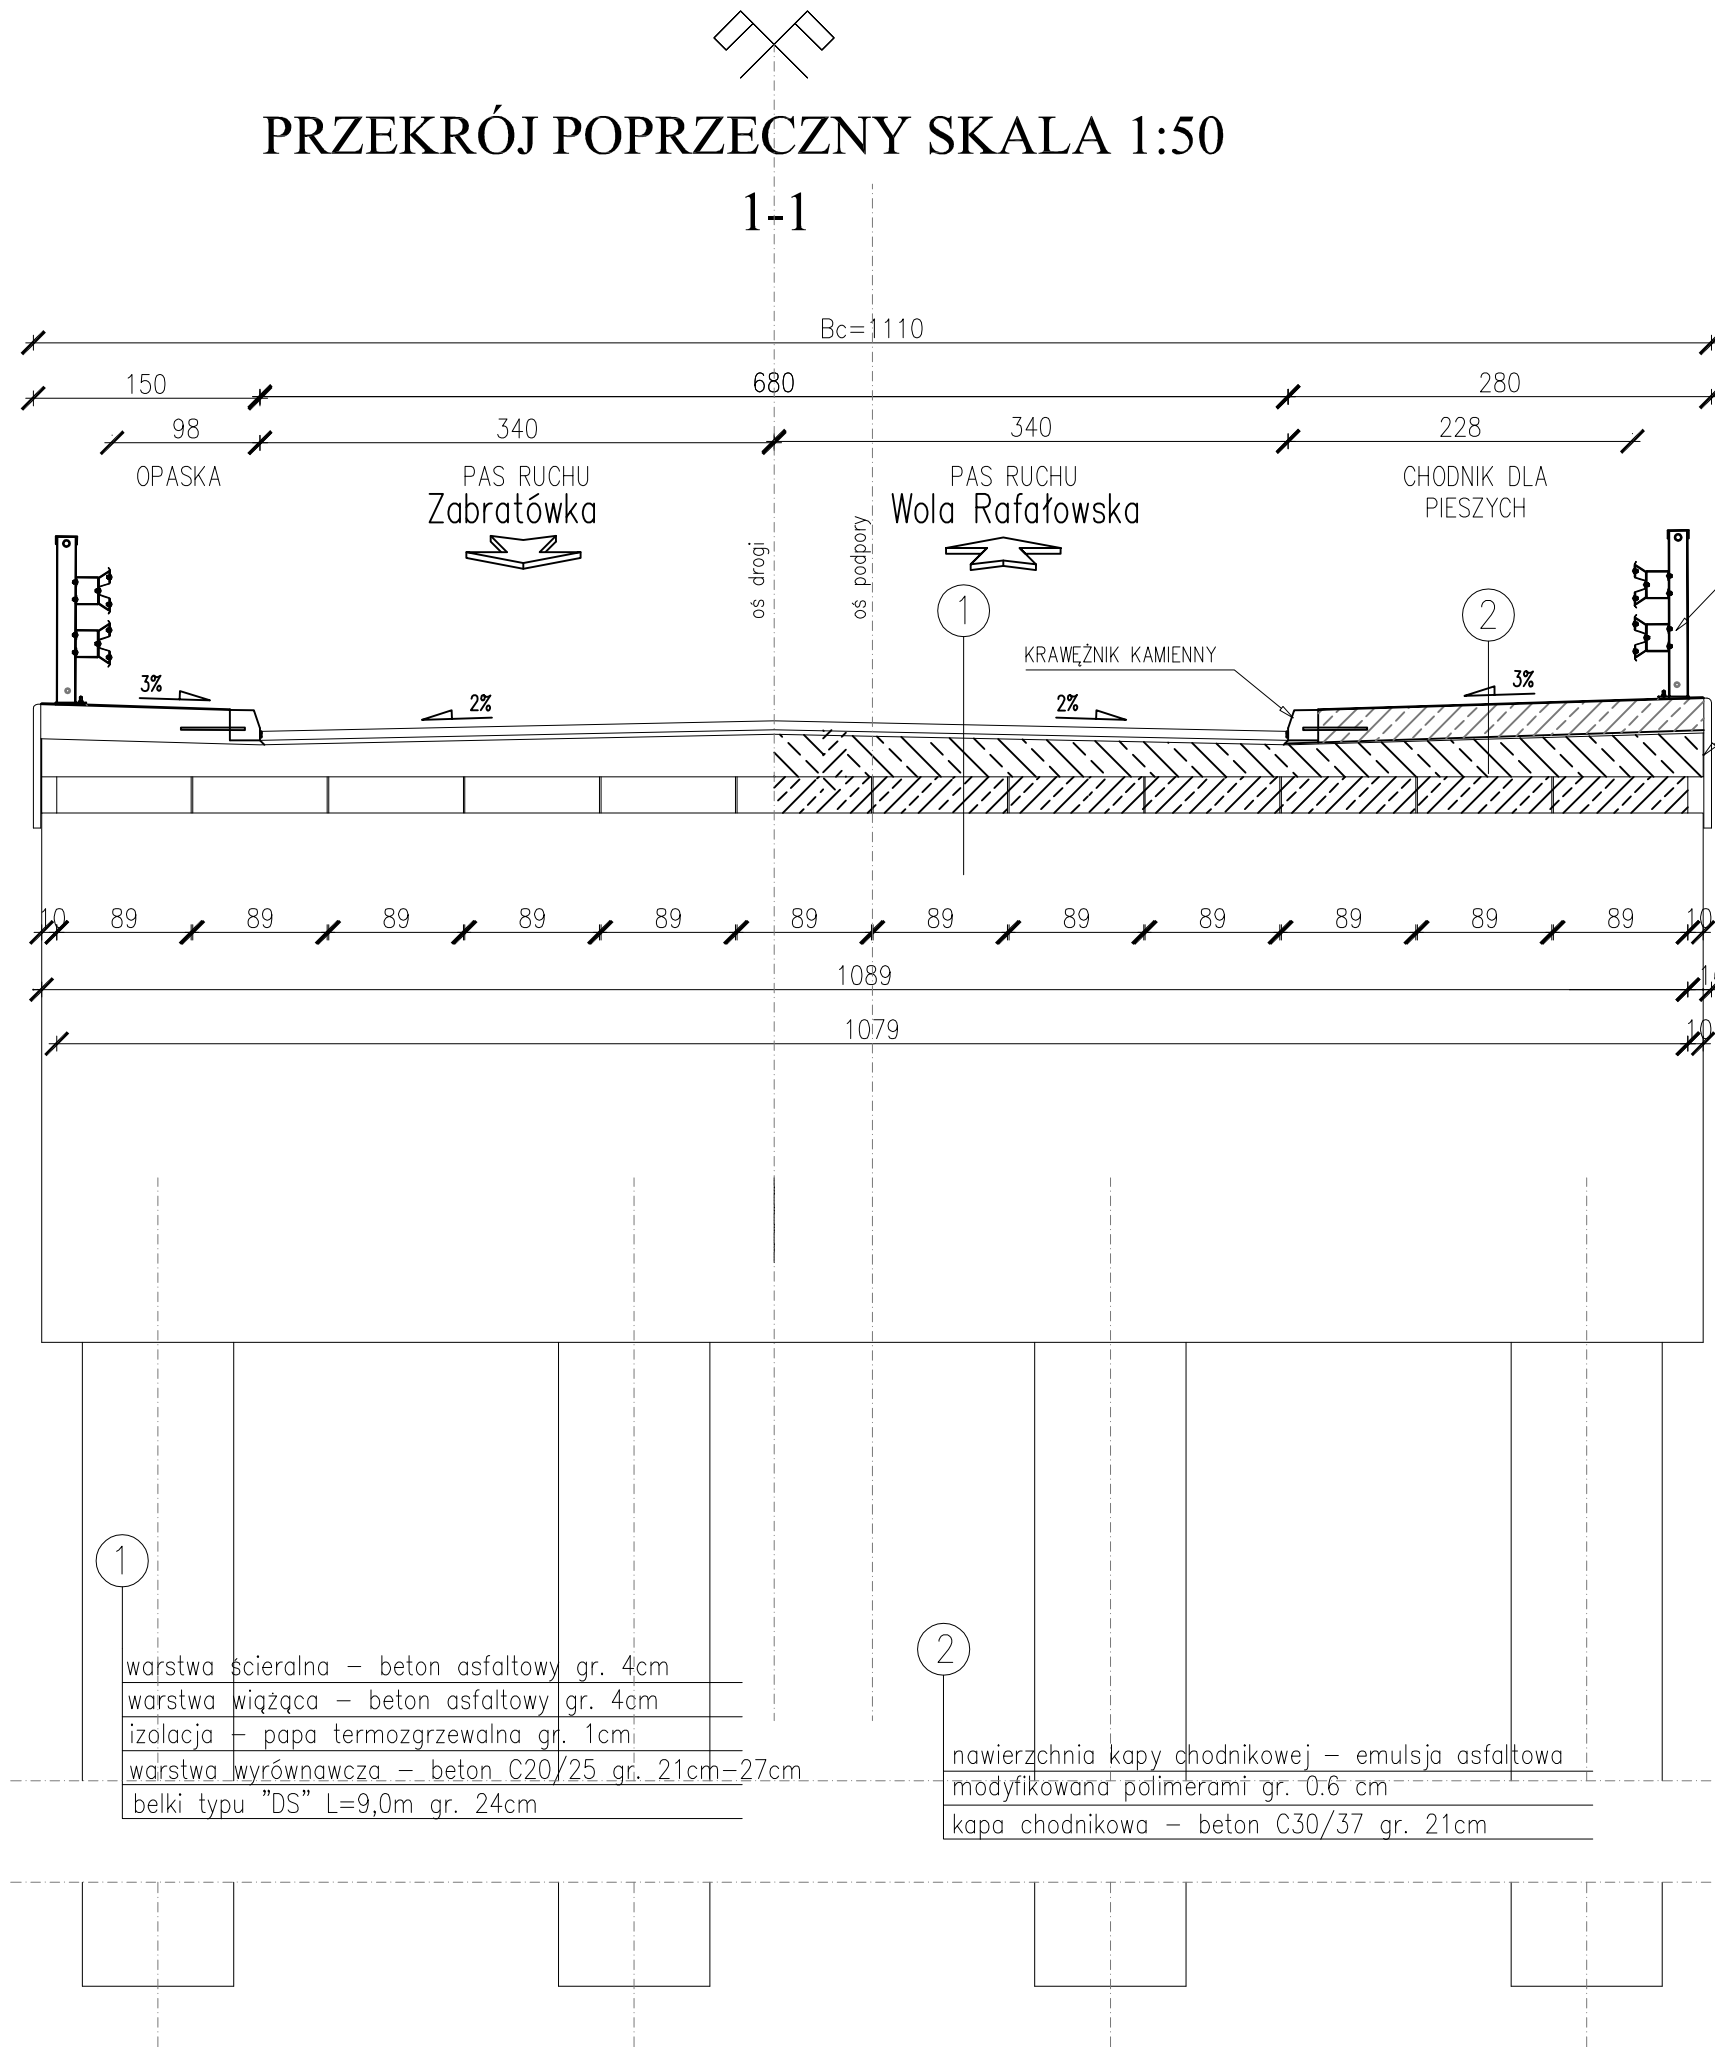 PRZEKRÓJ POPRZECZNY SKALA 1:50
1-1
Bc=1110
150 680 280
98 340 340 228
OPASKA PAS RUCHU PAS RUCHU CHODNIK DLA
PIESZYCH
Zabratówka Wola Rafałowska
oś drogi
oś podpory
1 2
KRAWĘŻNIK KAMIENNY
3% 2% 2% 3%
10 89 89 89 89 89 89 89 89 89 89 89 89 10
1089
1079 10
1
warstwa ścieralna – beton asfaltowy gr. 4cm
warstwa wiążąca – beton asfaltowy gr. 4cm
izolacja – papa termozgrzewalna gr. 1cm
warstwa wyrównawcza – beton C20/25 gr. 21cm–27cm
belki typu "DS" L=9,0m gr. 24cm
2
nawierzchnia kapy chodnikowej – emulsja asfaltowa
modyfikowana polimerami gr. 0.6 cm
kapa chodnikowa – beton C30/37 gr. 21cm